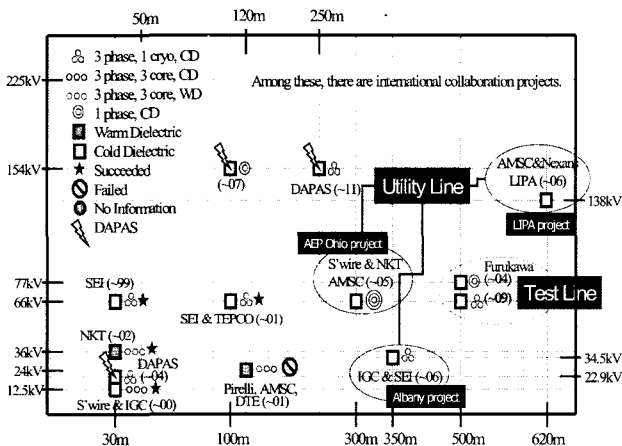 50m 120m 250m
3 phase, 1 cryo, CD
3 phase, 3 core, CD
3 phase, 3 core, WD
1 phase, CD
Warm Dielectric
Cold Dielectric
Succeeded
Failed
No Information
DAPAS
Among these, there are international collaboration projects.
225kV
154kV
77kV
66kV
36kV
24kV
12.5kV
(~07)
DAPAS (~11)
Utility Line
AMSC&Nexans
LIPA (~06)
138kV
LIPA project
AEP Ohio project
S'wire & NKT
AMSC (~05)
Furukawa
(~04)
(~09)
Test Line
SEI (~99)
SEI & TEPCO (~01)
NKT (~02)
DAPAS
(~04)
S'wire & IGC (~00)
Pirelli, AMSC,
DTE (~01)
IGC & SEI (~06)
Albany project
34.5kV
22.9kV
30m 100m 300m 350m 500m 620m